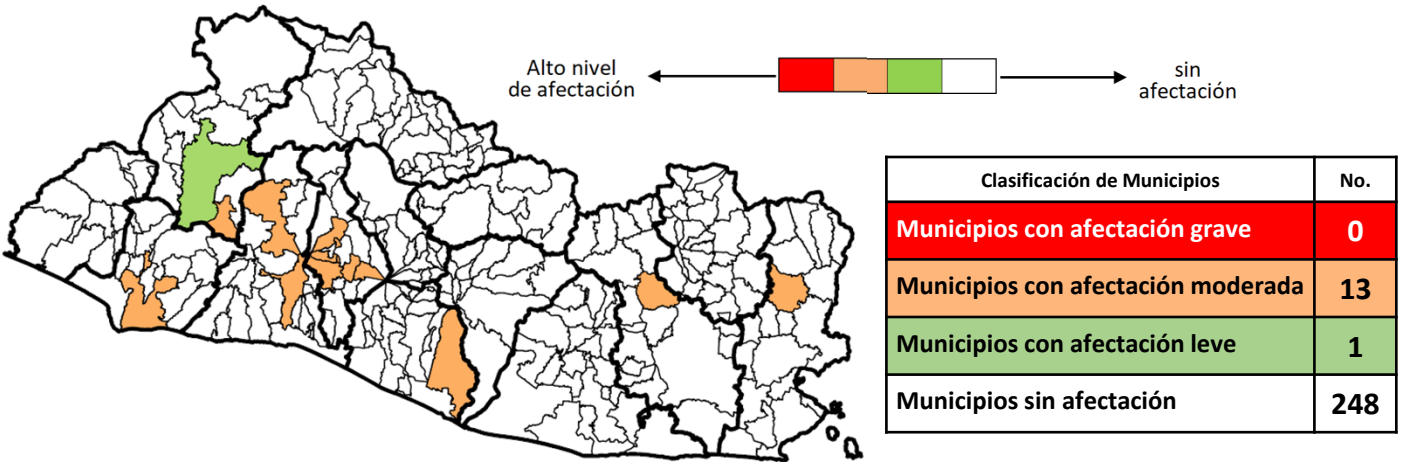 Alto nivel
de afectación
sin
afectación
Clasificación de Municipios No.
Municipios con afectación grave 0
Municipios con afectación moderada 13
Municipios con afectación leve 1
Municipios sin afectación 248